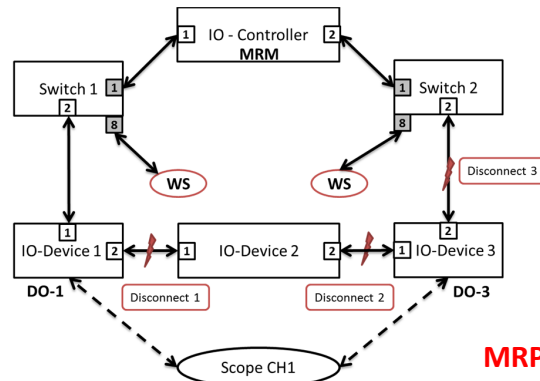 1
IO - Controller
MRM
2
Switch 1
1
2
8
1
Switch 2
2
8
WS
WS
Disconnect 3
1
IO-Device 1
2
1
IO-Device 2
2
2
1
IO-Device 3
DO-1
Disconnect 1
Disconnect 2
DO-3
Scope CH1
MRP